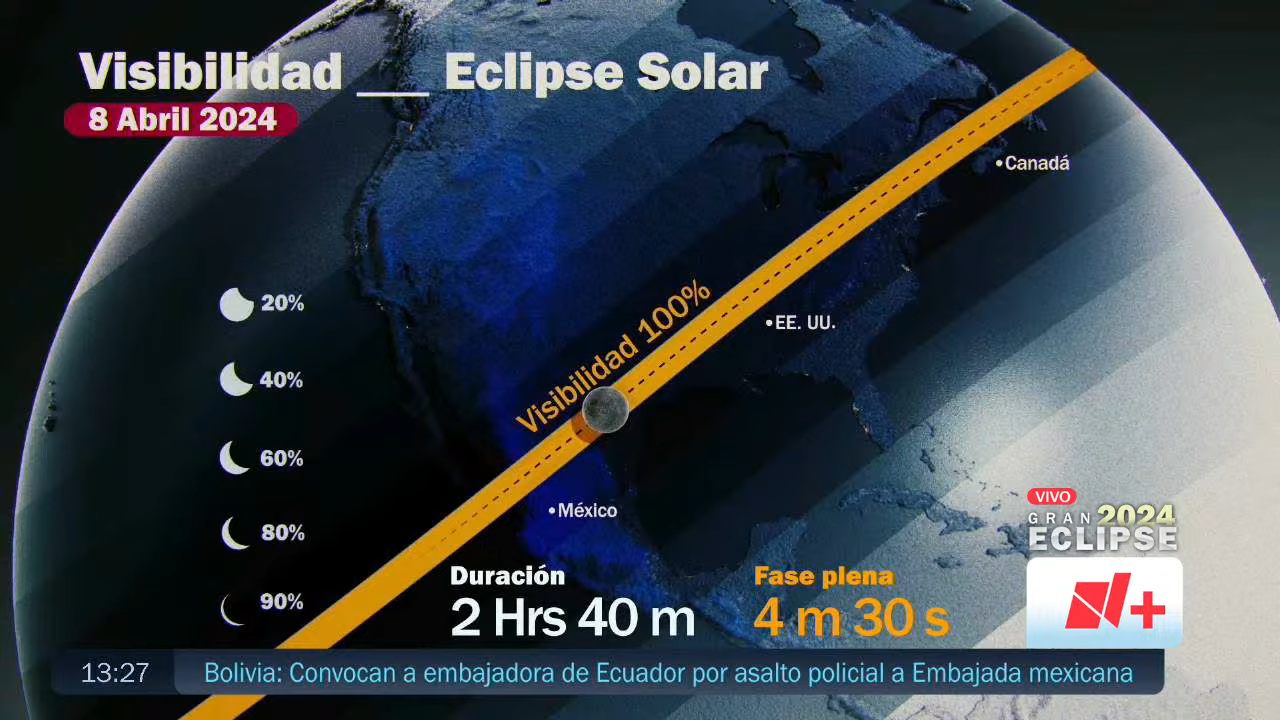 Visibilidad ___ Eclipse Solar
8 Abril 2024
•Canadá
20%
Visibilidad 100%
•EE. UU.
40%
60%
•México
80%
90%
Duración
2 Hrs 40 m
Fase plena
4 m 30 s
VIVO
GRAN 2024
ECLIPSE
N+
13:27
Bolivia: Convocan a embajadora de Ecuador por asalto policial a Embajada mexicana